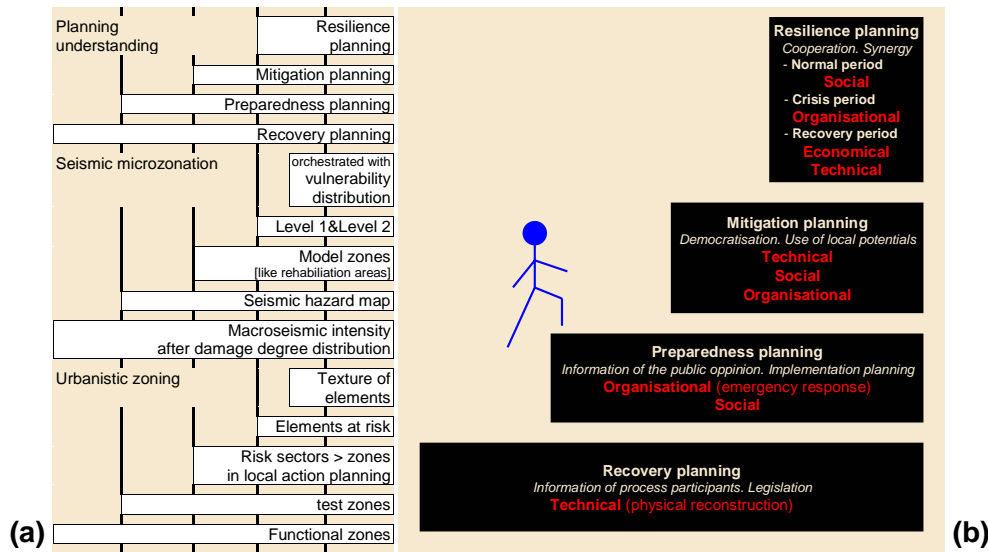 Planning
understanding
Resilience
planning
Mitigation planning
Preparedness planning
Recovery planning
Seismic microzonation
orchestrated with
vulnerability
distribution
Level 1&Level 2
Model zones
[like rehabiliation areas]
Seismic hazard map
Macroseismic intensity
after damage degree distribution
Urbanistic zoning
Texture of
elements
Elements at risk
Risk sectors > zones
in local action planning
test zones
Functional zones
(a)
Resilience planning
Cooperation. Synergy
- Normal period
Social
- Crisis period
Organisational
- Recovery period
Economical
Technical
Mitigation planning
Democratisation. Use of local potentials
Technical
Social
Organisational
Preparedness planning
Information of the public oppinion. Implementation planning
Organisational (emergency response)
Social
Recovery planning
Information of process participants. Legislation
Technical (physical reconstruction)
(b)